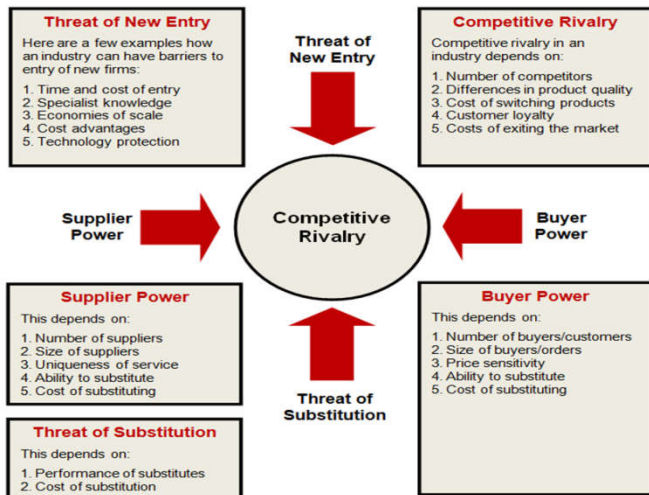 Threat of New Entry
Here are a few examples how
an industry can have barriers to
entry of new firms:
1. Time and cost of entry
2. Specialist knowledge
3. Economies of scale
4. Cost advantages
5. Technology protection
Threat of
New Entry
Competitive Rivalry
Competitive rivalry in an
industry depends on:
1. Number of competitors
2. Differences in product quality
3. Cost of switching products
4. Customer loyalty
5. Costs of exiting the market
Supplier
Power
Competitive
Rivalry
Buyer
Power
Supplier Power
This depends on:
1. Number of suppliers
2. Size of suppliers
3. Uniqueness of service
4. Ability to substitute
5. Cost of substituting
Threat of
Substitution
Buyer Power
This depends on:
1. Number of buyers/customers
2. Size of buyers/orders
3. Price sensitivity
4. Ability to substitute
5. Cost of substituting
Threat of Substitution
This depends on:
1. Performance of substitutes
2. Cost of substitution